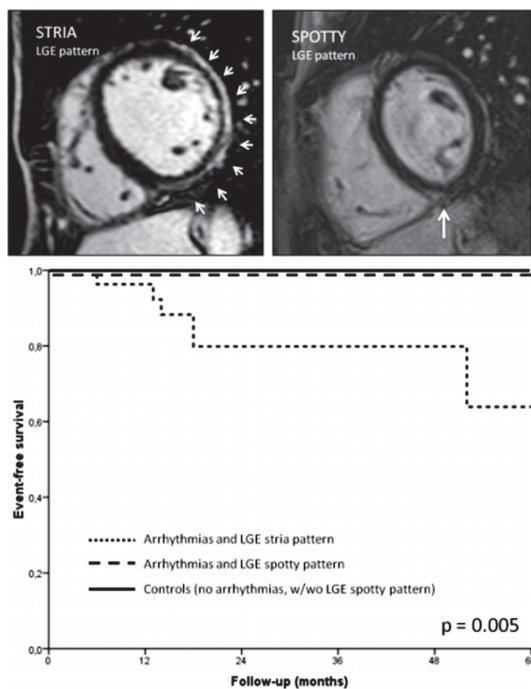 STRIA
LGE pattern
SPOTTY
LGE pattern
1,0
0,8
0,6
0,4
0,2
0,0
Event-free survival
Arrhythmias and LGE stria pattern
Arrhythmias and LGE spotty pattern
Controls (no arrhythmias, w/wo LGE spotty pattern)
p = 0.005
0 12 24 36 48
Follow-up (months)